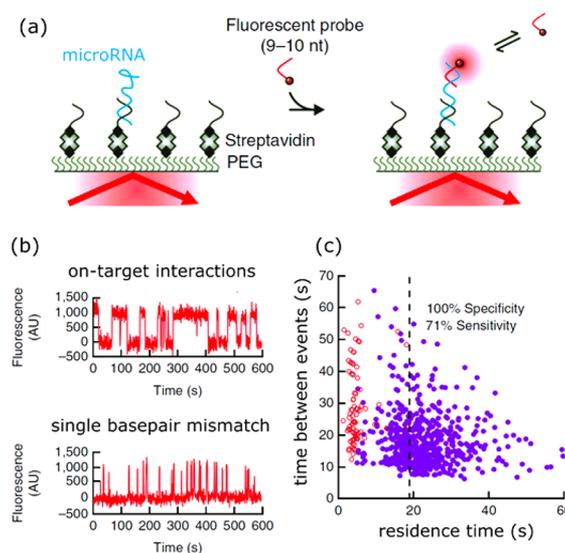 (a)
Fluorescent probe
(9–10 nt)
microRNA
Streptavidin
PEG
(b)
on-target interactions
Fluorescence
(AU)
1,500
1,000
500
0
−500
0 100 200 300 400 500 600
Time (s)
single basepair mismatch
Fluorescence
(AU)
1,500
1,000
500
0
−500
0 100 200 300 400 500 600
Time (s)
(c)
time between events (s)
70
60
50
40
30
20
10
0
100% Specificity
71% Sensitivity
0 20 40 60
residence time (s)